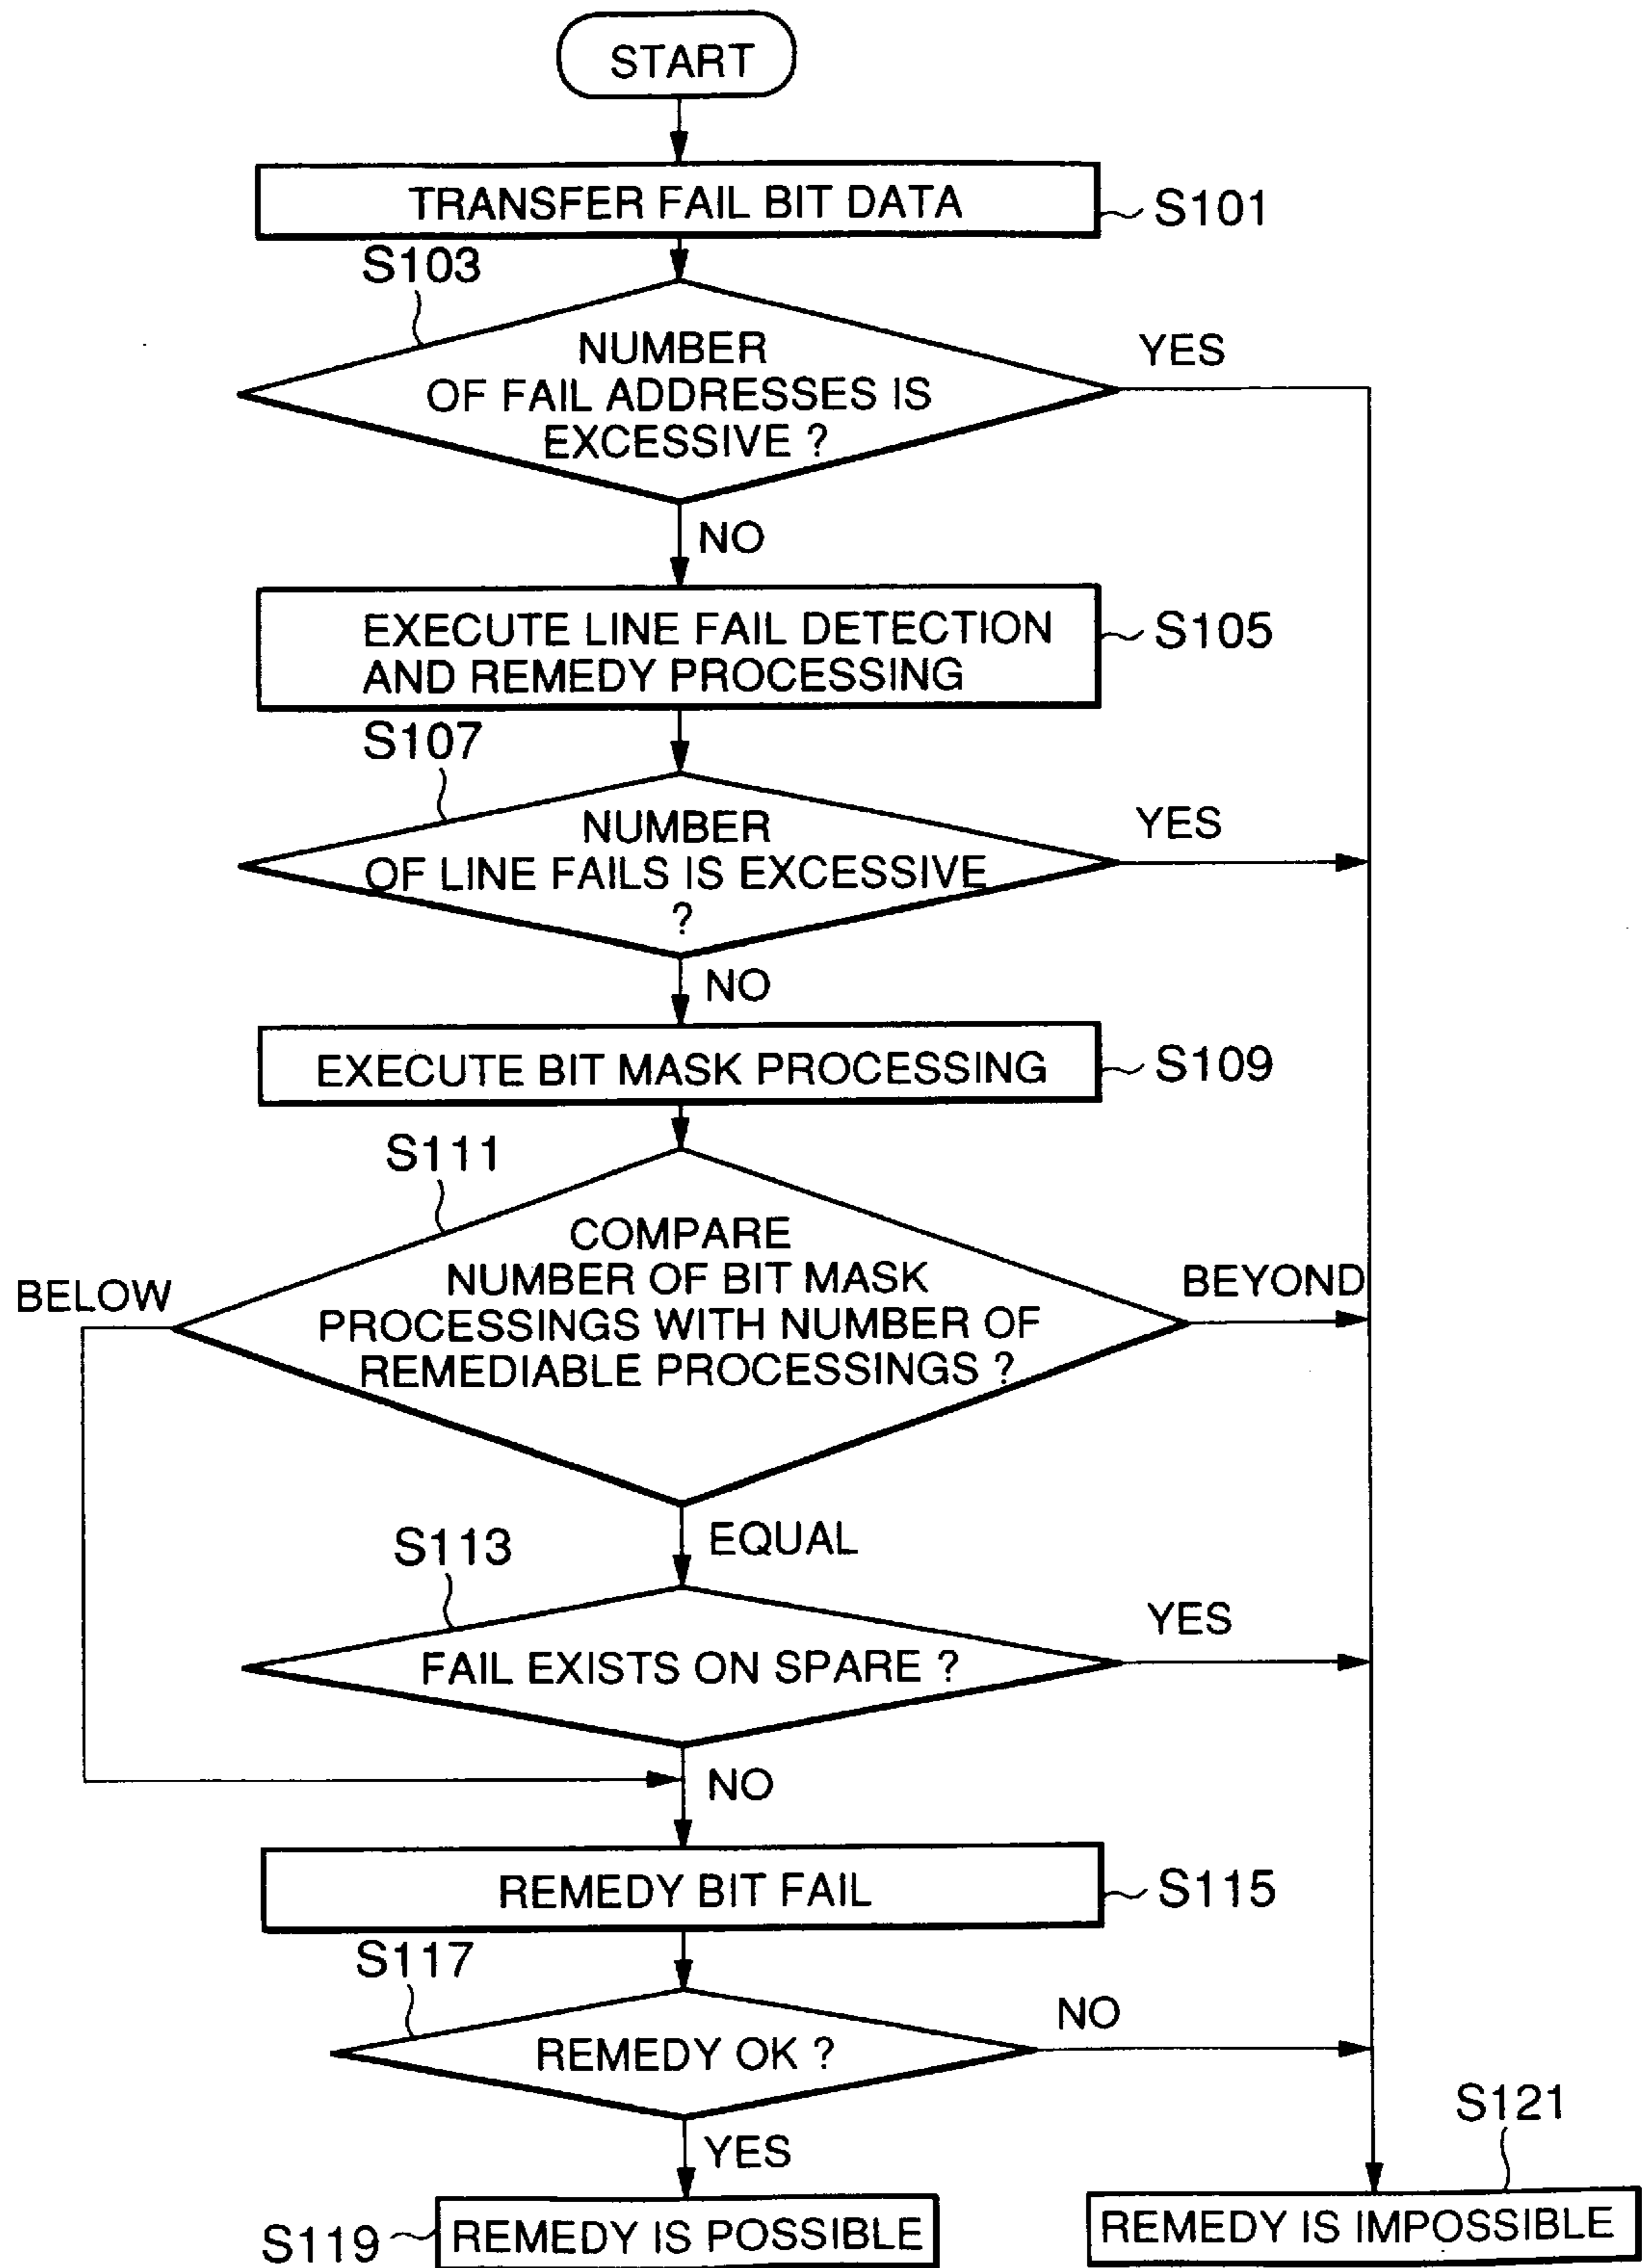 START
TRANSFER FAIL BIT DATA
S101
S103
NUMBER
OF FAIL ADDRESSES IS
EXCESSIVE ?
YES
NO
EXECUTE LINE FAIL DETECTION
AND REMEDY PROCESSING
S105
S107
NUMBER
OF LINE FAILS IS EXCESSIVE
?
YES
NO
EXECUTE BIT MASK PROCESSING
S109
S111
COMPARE
NUMBER OF BIT MASK
PROCESSINGS WITH NUMBER OF
REMEDIABLE PROCESSINGS ?
BELOW
BEYOND
EQUAL
S113
FAIL EXISTS ON SPARE ?
YES
NO
REMEDY BIT FAIL
S115
S117
REMEDY OK ?
NO
YES
S121
S119
REMEDY IS POSSIBLE
REMEDY IS IMPOSSIBLE